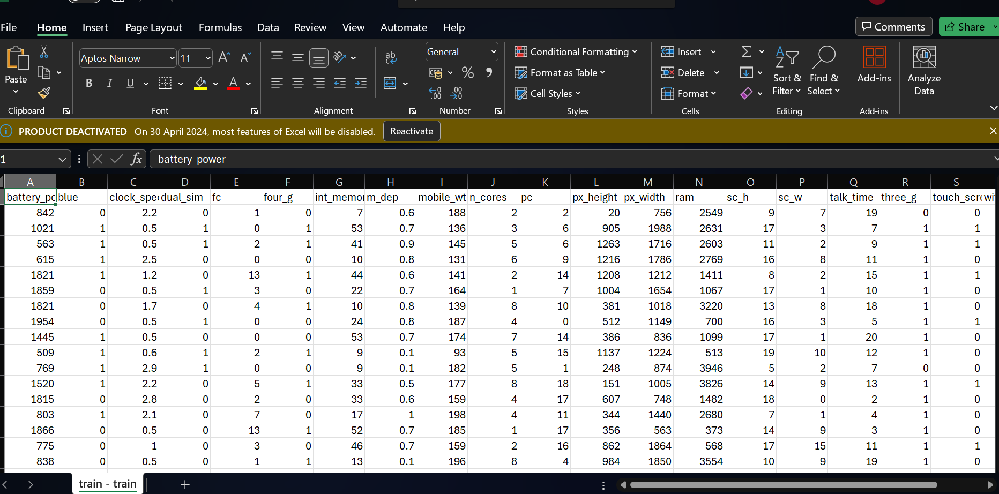 File Home Insert Page Layout Formulas Data Review View Automate Help Comments Share
Aptos Narrow 11 General Conditional Formatting Insert
Paste B I U A ab % Format as Table Delete Sort & Filter Find & Select Add-ins Analyze Data
Cell Styles Format
Clipboard Font Alignment Number Styles Cells Editing Add-ins
PRODUCT DEACTIVATED On 30 April 2024, most features of Excel will be disabled. Reactivate
1 fx battery_power
A B C D E F G H I J K L M N O P Q R S
battery_po blue clock_spe dual_sim fc four_g int_memor m_dep mobile_wt n_cores pc px_height px_width ram sc_h sc_w talk_time three_g touch_scre wi
842 0 2.2 0 1 0 7 0.6 188 2 2 20 756 2549 9 7 19 0 0
1021 1 0.5 1 0 1 53 0.7 136 3 6 905 1988 2631 17 3 7 1 1
563 1 0.5 1 2 1 41 0.9 145 5 6 1263 1716 2603 11 2 9 1 1
615 1 2.5 0 0 0 10 0.8 131 6 9 1216 1786 2769 16 8 11 1 0
1821 1 1.2 0 13 1 44 0.6 141 2 14 1208 1212 1411 8 2 15 1 1
1859 0 0.5 1 3 0 22 0.7 164 1 7 1004 1654 1067 17 1 10 1 0
1821 0 1.7 0 4 1 10 0.8 139 8 10 381 1018 3220 13 8 18 1 0
1954 0 0.5 1 0 0 24 0.8 187 4 0 512 1149 700 16 3 5 1 1
1445 1 0.5 0 0 0 53 0.7 174 7 14 386 836 1099 17 1 20 1 0
509 1 0.6 1 2 1 9 0.1 93 5 15 1137 1224 513 19 10 12 1 0
769 1 2.9 1 0 0 9 0.1 182 5 1 248 874 3946 5 2 7 0 0
1520 1 2.2 0 5 1 33 0.5 177 8 18 151 1005 3826 14 9 13 1 1
1815 0 2.8 0 2 0 33 0.6 159 4 17 607 748 1482 18 0 2 1 0
803 1 2.1 0 7 0 17 1 198 4 11 344 1440 2680 7 1 4 1 0
1866 0 0.5 0 13 1 52 0.7 185 1 17 356 563 373 14 9 3 1 0
775 0 1 0 3 0 46 0.7 159 2 16 862 1864 568 17 15 11 1 1
838 0 0.5 0 1 1 13 0.1 196 8 4 984 1850 3554 10 9 19 1 0
train - train